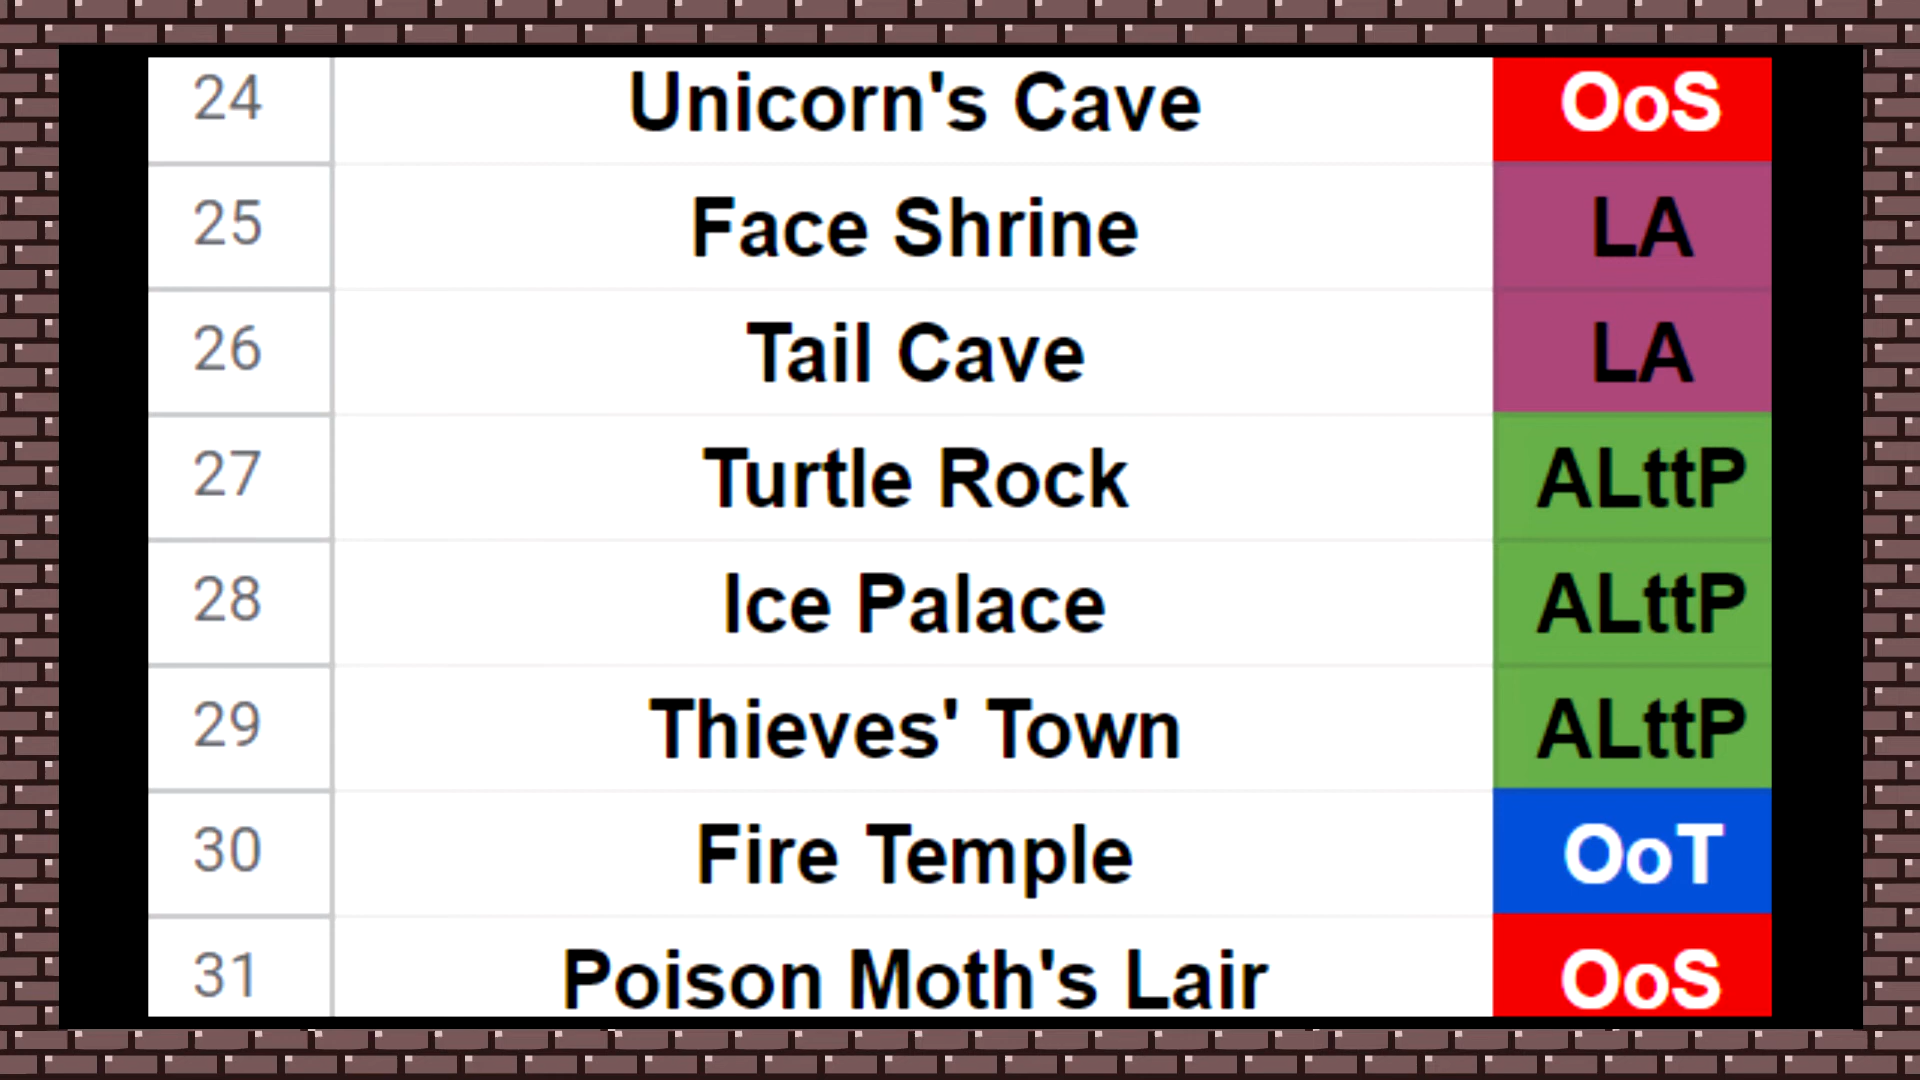 24 Unicorn's Cave OoS
25 Face Shrine LA
26 Tail Cave LA
27 Turtle Rock ALttP
28 Ice Palace ALttP
29 Thieves' Town ALttP
30 Fire Temple OoT
31 Poison Moth's Lair OoS